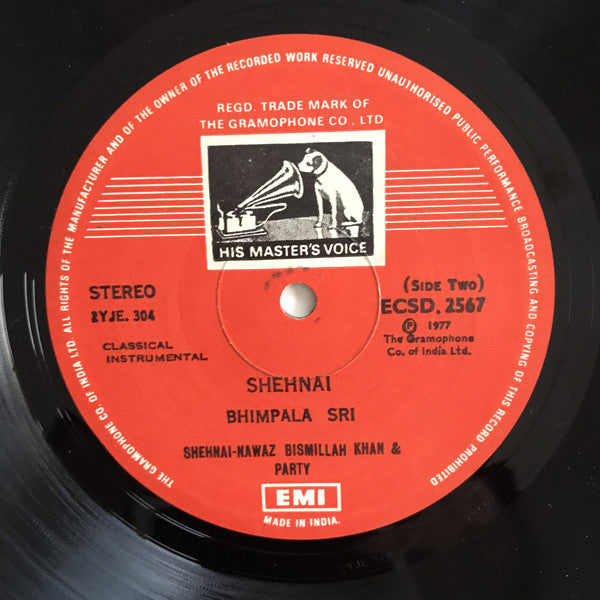 THE GRAMOPHONE CO. OF INDIA LTD. ALL RIGHTS OF THE MANUFACTURER AND OF THE OWNER OF THE RECORDED WORK RESERVED UNAUTHORISED PUBLIC PERFORMANCE BROADCASTING AND COPYING OF THIS RECORD PROHIBITED
REGD. TRADE MARK OF
THE GRAMOPHONE CO. LTD
HIS MASTER'S VOICE
STEREO
2YJE. 304
CLASSICAL
INSTRUMENTAL
(SIDE TWO)
ECSD. 2567
℗ 1977
The Gramophone
Co. of India Ltd.
SHEHNAI
BHIMPALA SRI
SHEHNAI-NAWAZ BISMILLAH KHAN &
PARTY
EMI
MADE IN INDIA.